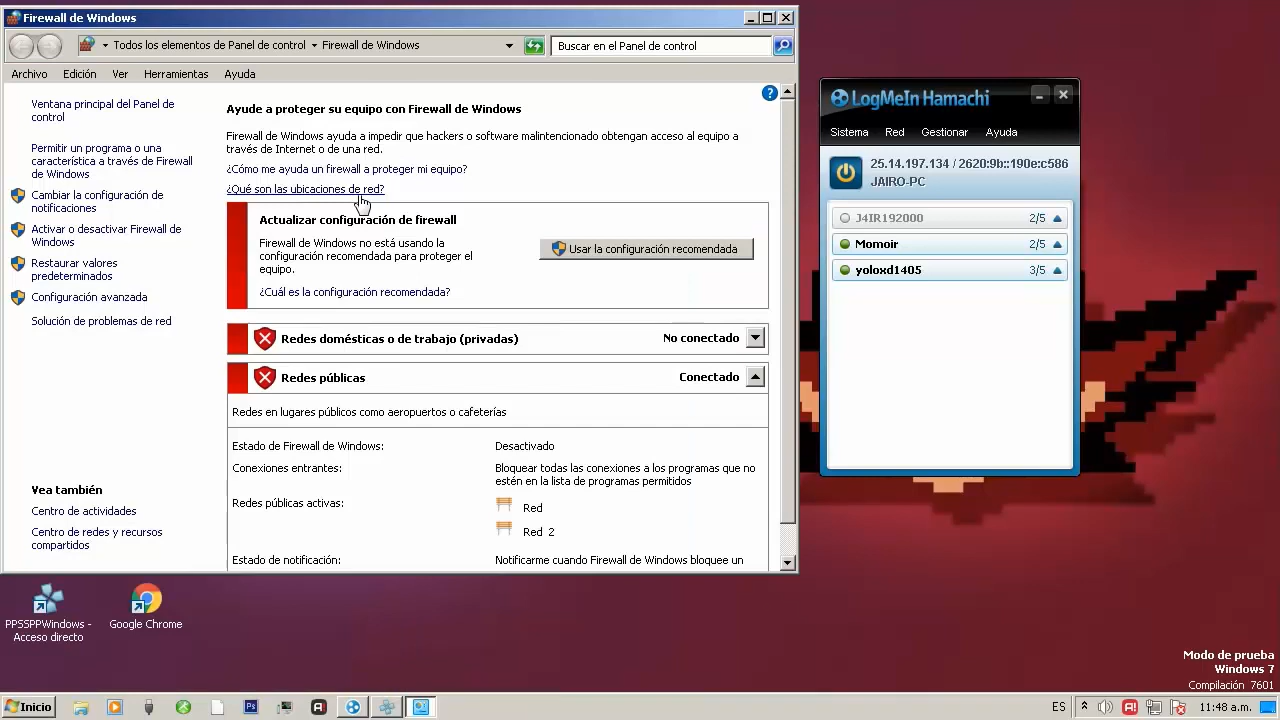 Firewall de Windows
Todos los elementos de Panel de control
Firewall de Windows
Buscar en el Panel de control
Archivo
Edición
Ver
Herramientas
Ayuda
Ventana principal del Panel de
control
Permitir un programa o una
característica a través de Firewall
de Windows
Cambiar la configuración de
notificaciones
Activar o desactivar Firewall de
Windows
Restaurar valores
predeterminados
Configuración avanzada
Solución de problemas de red
Vea también
Centro de actividades
Centro de redes y recursos
compartidos
Ayude a proteger su equipo con Firewall de Windows
Firewall de Windows ayuda a impedir que hackers o software malintencionado obtengan acceso al equipo a
través de Internet o de una red.
¿Cómo me ayuda un firewall a proteger mi equipo?
¿Qué son las ubicaciones de red?
Actualizar configuración de firewall
Firewall de Windows no está usando la
configuración recomendada para proteger el
equipo.
Usar la configuración recomendada
¿Cuál es la configuración recomendada?
Redes domésticas o de trabajo (privadas)
No conectado
Redes públicas
Conectado
Redes en lugares públicos como aeropuertos o cafeterías
Estado de Firewall de Windows:
Desactivado
Conexiones entrantes:
Bloquear todas las conexiones a los programas que no
estén en la lista de programas permitidos
Redes públicas activas:
Red
Red 2
Estado de notificación:
Notificarme cuando Firewall de Windows bloquee un
LogMeIn Hamachi
Sistema
Red
Gestionar
Ayuda
25.14.197.134 / 2620:9b::190e:c586
JAIRO-PC
J4IR192000 2/5
Momoir 2/5
yoloxd1405 3/5
PPSSPPWindows -
Acceso directo
Google Chrome
Modo de prueba
Windows 7
Compilación 7601
Inicio
Ps
ES
11:48 a.m.